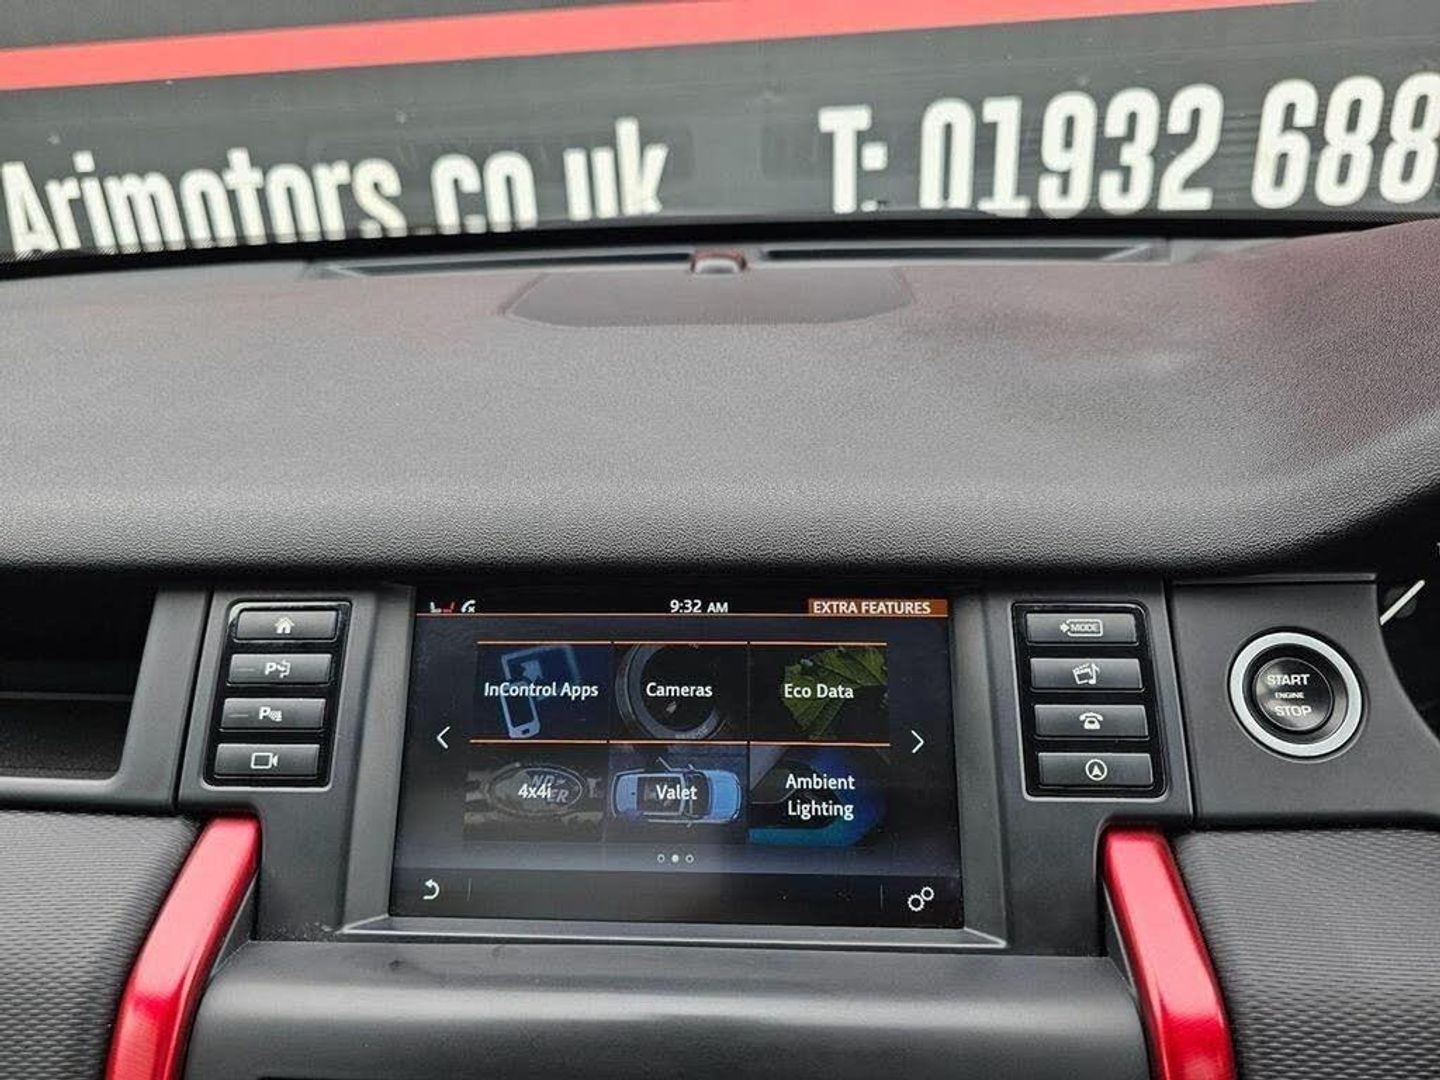 Arimotors.co.uk
T: 01932 688
9:32 AM
EXTRA FEATURES
InControl Apps
Cameras
Eco Data
4x4i
Valet
Ambient
Lighting
P
P
MODE
START
ENGINE
STOP